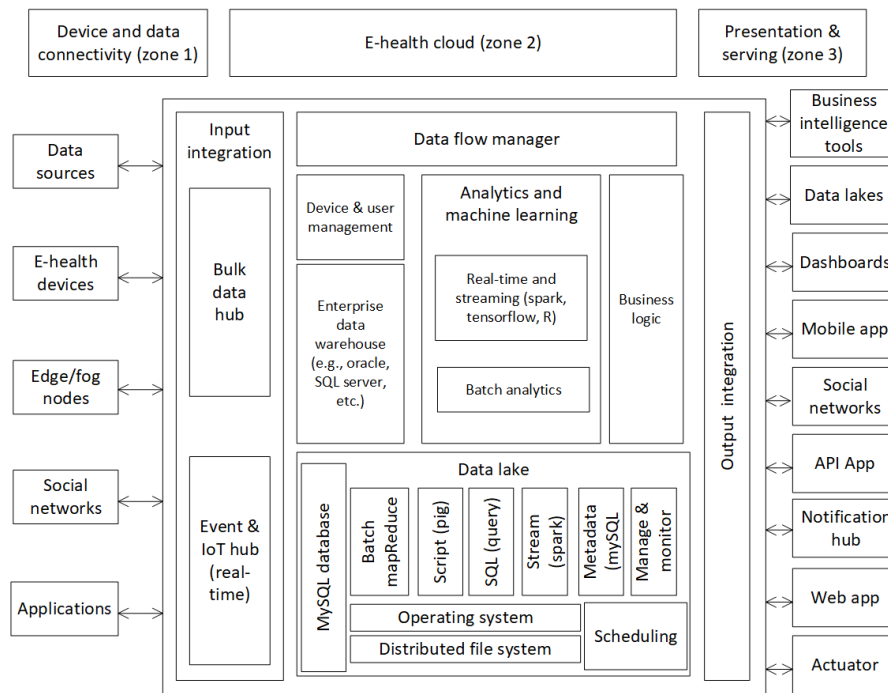 Device and data
connectivity (zone 1)
E-health cloud (zone 2)
Presentation &
serving (zone 3)
Data
sources
E-health
devices
Edge/fog
nodes
Social
networks
Applications
Input
integration
Bulk
data
hub
Event &
IoT hub
(real-
time)
Data flow manager
Device & user
management
Enterprise
data
warehouse
(e.g., oracle,
SQL server,
etc.)
Analytics and
machine learning
Real-time and
streaming (spark,
tensorflow, R)
Batch analytics
Business
logic
Data lake
MySQL database
Batch
mapReduce
Script (pig)
SQL (query)
Stream
(spark)
Metadata
(mySQL)
Manage &
monitor
Operating system
Distributed file system
Scheduling
Output integration
Business
intelligence
tools
Data lakes
Dashboards
Mobile app
Social
networks
API App
Notification
hub
Web app
Actuator